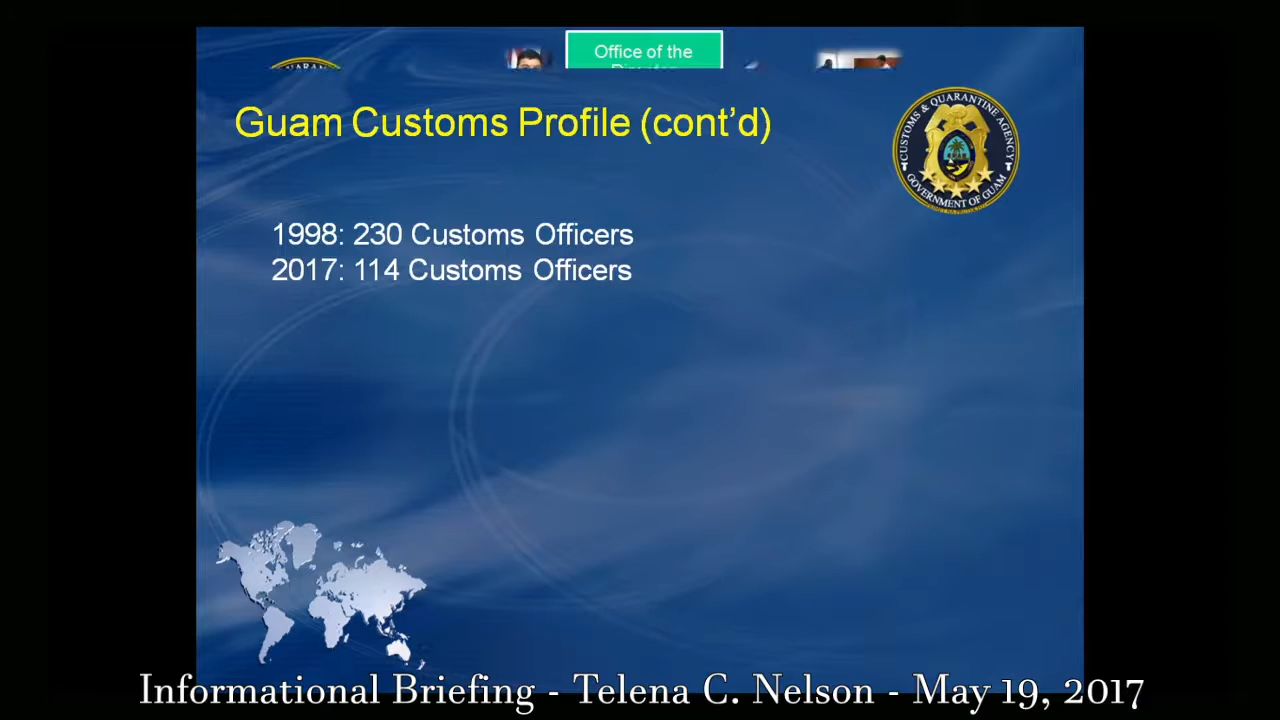 Office of the
Guam Customs Profile (cont'd)
CUSTOMS & QUARANTINE AGENCY
GOVERNMENT OF GUAM
1998: 230 Customs Officers
2017: 114 Customs Officers
Informational Briefing - Telena C. Nelson - May 19, 2017